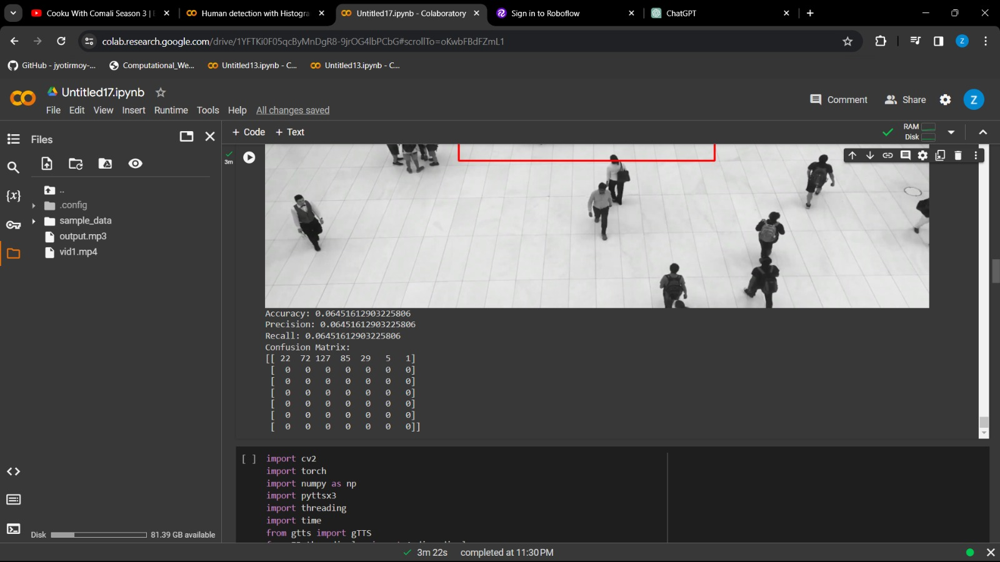 Cooku With Comali Season 3 |
Human detection with Histogra
Untitled17.ipynb - Colaboratory
Sign in to Roboflow
ChatGPT
colab.research.google.com/drive/1YFTKi0F05qcByMnDgR8-9jrOG4lbPCbG#scrollTo=oKwbFBdFZmL1
Z
GitHub - jyotirmoy-...
Computational_We...
Untitled13.ipynb - C...
Untitled13.ipynb - C...
Untitled17.ipynb
Comment
Share
Z
File Edit View Insert Runtime Tools Help All changes saved
Files
+ Code + Text
RAM
Disk
3m
..
.config
sample_data
output.mp3
vid1.mp4
{x}
Accuracy: 0.06451612903225806
Precision: 0.06451612903225806
Recall: 0.06451612903225806
Confusion Matrix:
[[ 22 72 127 85 29 5 1]
[ 0 0 0 0 0 0 0]
[ 0 0 0 0 0 0 0]
[ 0 0 0 0 0 0 0]
[ 0 0 0 0 0 0 0]
[ 0 0 0 0 0 0 0]
[ 0 0 0 0 0 0 0]]
[ ] import cv2
import torch
import numpy as np
import pyttsx3
import threading
import time
from gtts import gTTS
Disk 81.39 GB available
3m 22s completed at 11:30 PM